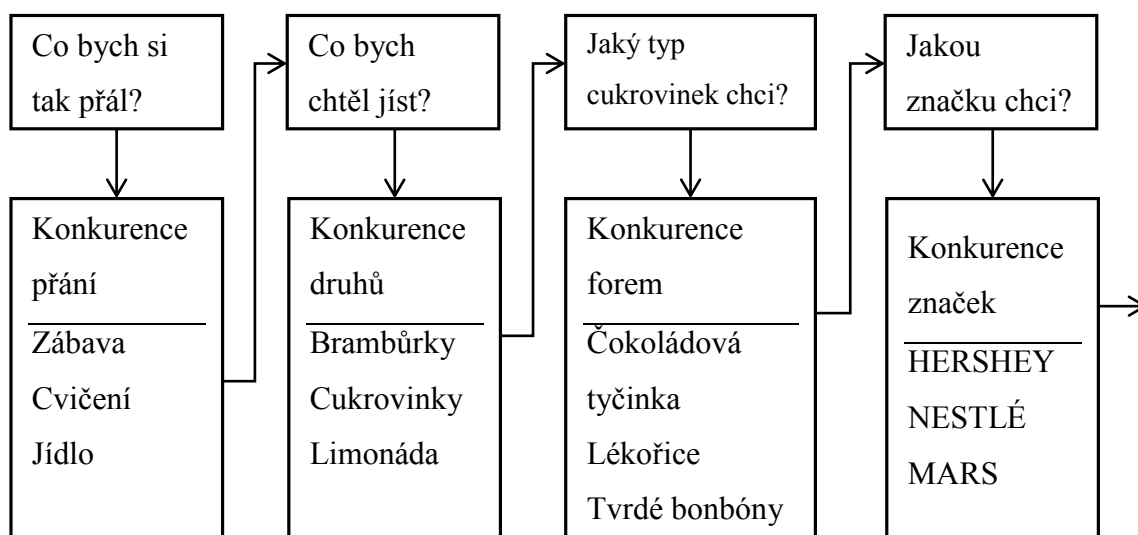 Co bych si
tak přál?
Konkurence
přání
Zábava
Cvičení
Jídlo
Co bych
chtěl jíst?
Konkurence
druhů
Brambůrky
Cukrovinky
Limonáda
Jaký typ
cukrovinek chci?
Konkurence
forem
Čokoládová
tyčinka
Lékořice
Tvrdé bonbóny
Jakou
značku chci?
Konkurence
značek
HERSHEY
NESTLÉ
MARS